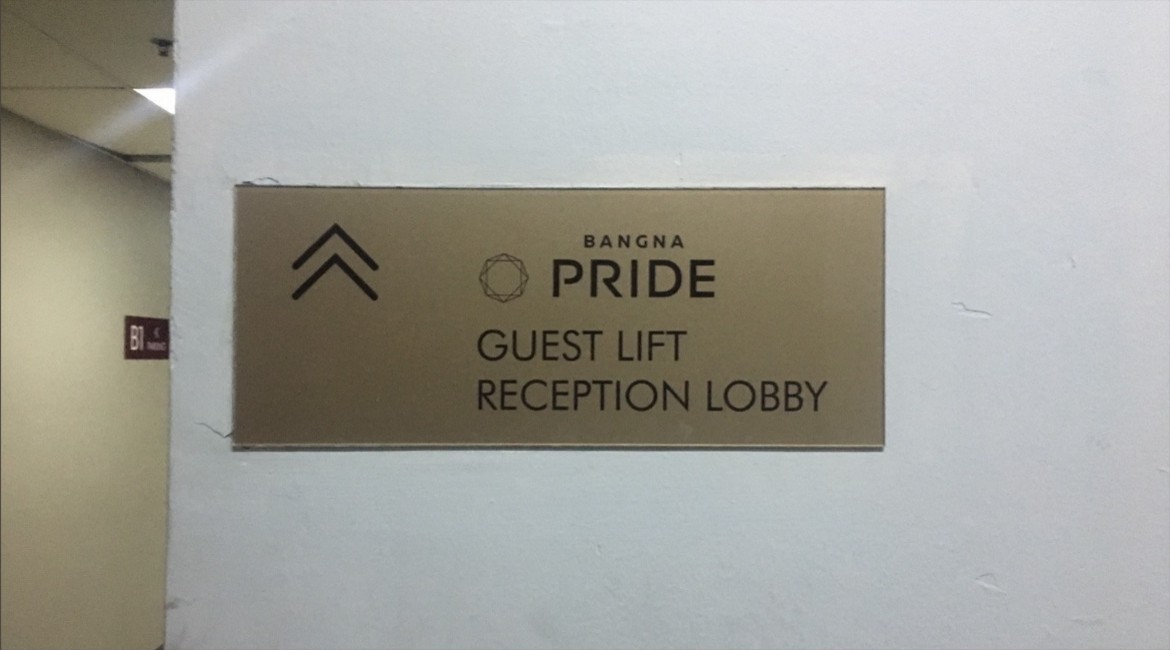 BANGNA
PRIDE
GUEST LIFT
RECEPTION LOBBY
B1